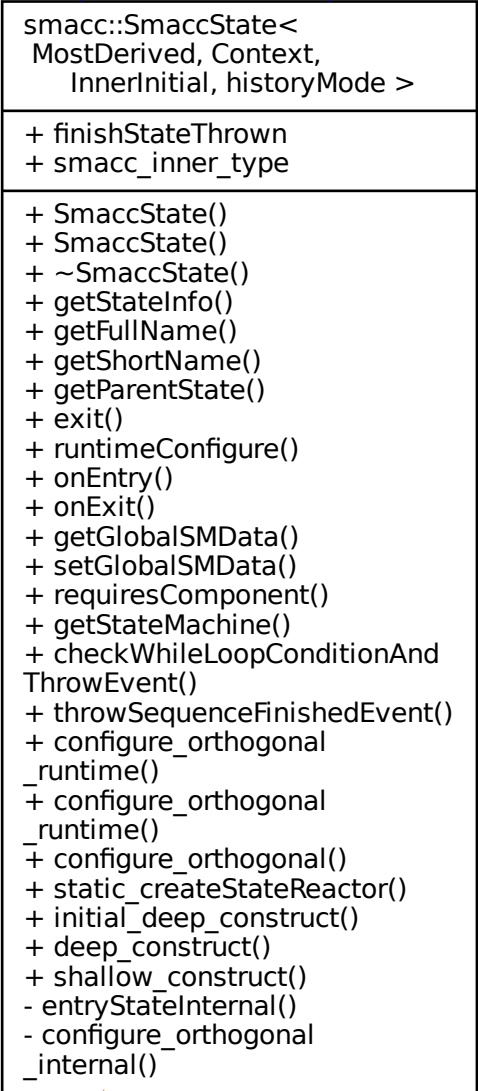 smacc::SmaccState<
MostDerived, Context,
InnerInitial, historyMode >
+ finishStateThrown
+ smacc_inner_type
+ SmaccState()
+ SmaccState()
+ ~SmaccState()
+ getStateInfo()
+ getFullName()
+ getShortName()
+ getParentState()
+ exit()
+ runtimeConfigure()
+ onEntry()
+ onExit()
+ getGlobalSMData()
+ setGlobalSMData()
+ requiresComponent()
+ getStateMachine()
+ checkWhileLoopConditionAnd
ThrowEvent()
+ throwSequenceFinishedEvent()
+ configure_orthogonal
_runtime()
+ configure_orthogonal
_runtime()
+ configure_orthogonal()
+ static_createStateReactor()
+ initial_deep_construct()
+ deep_construct()
+ shallow_construct()
- entryStateInternal()
- configure_orthogonal
_internal()